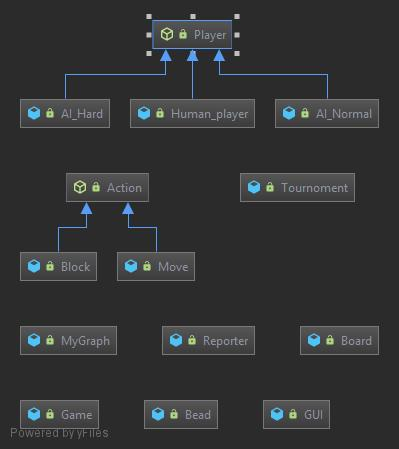 Player
AI_Hard
Human_player
AI_Normal
Action
Tournoment
Block
Move
MyGraph
Reporter
Board
Game
Bead
GUI
Powered by yFiles